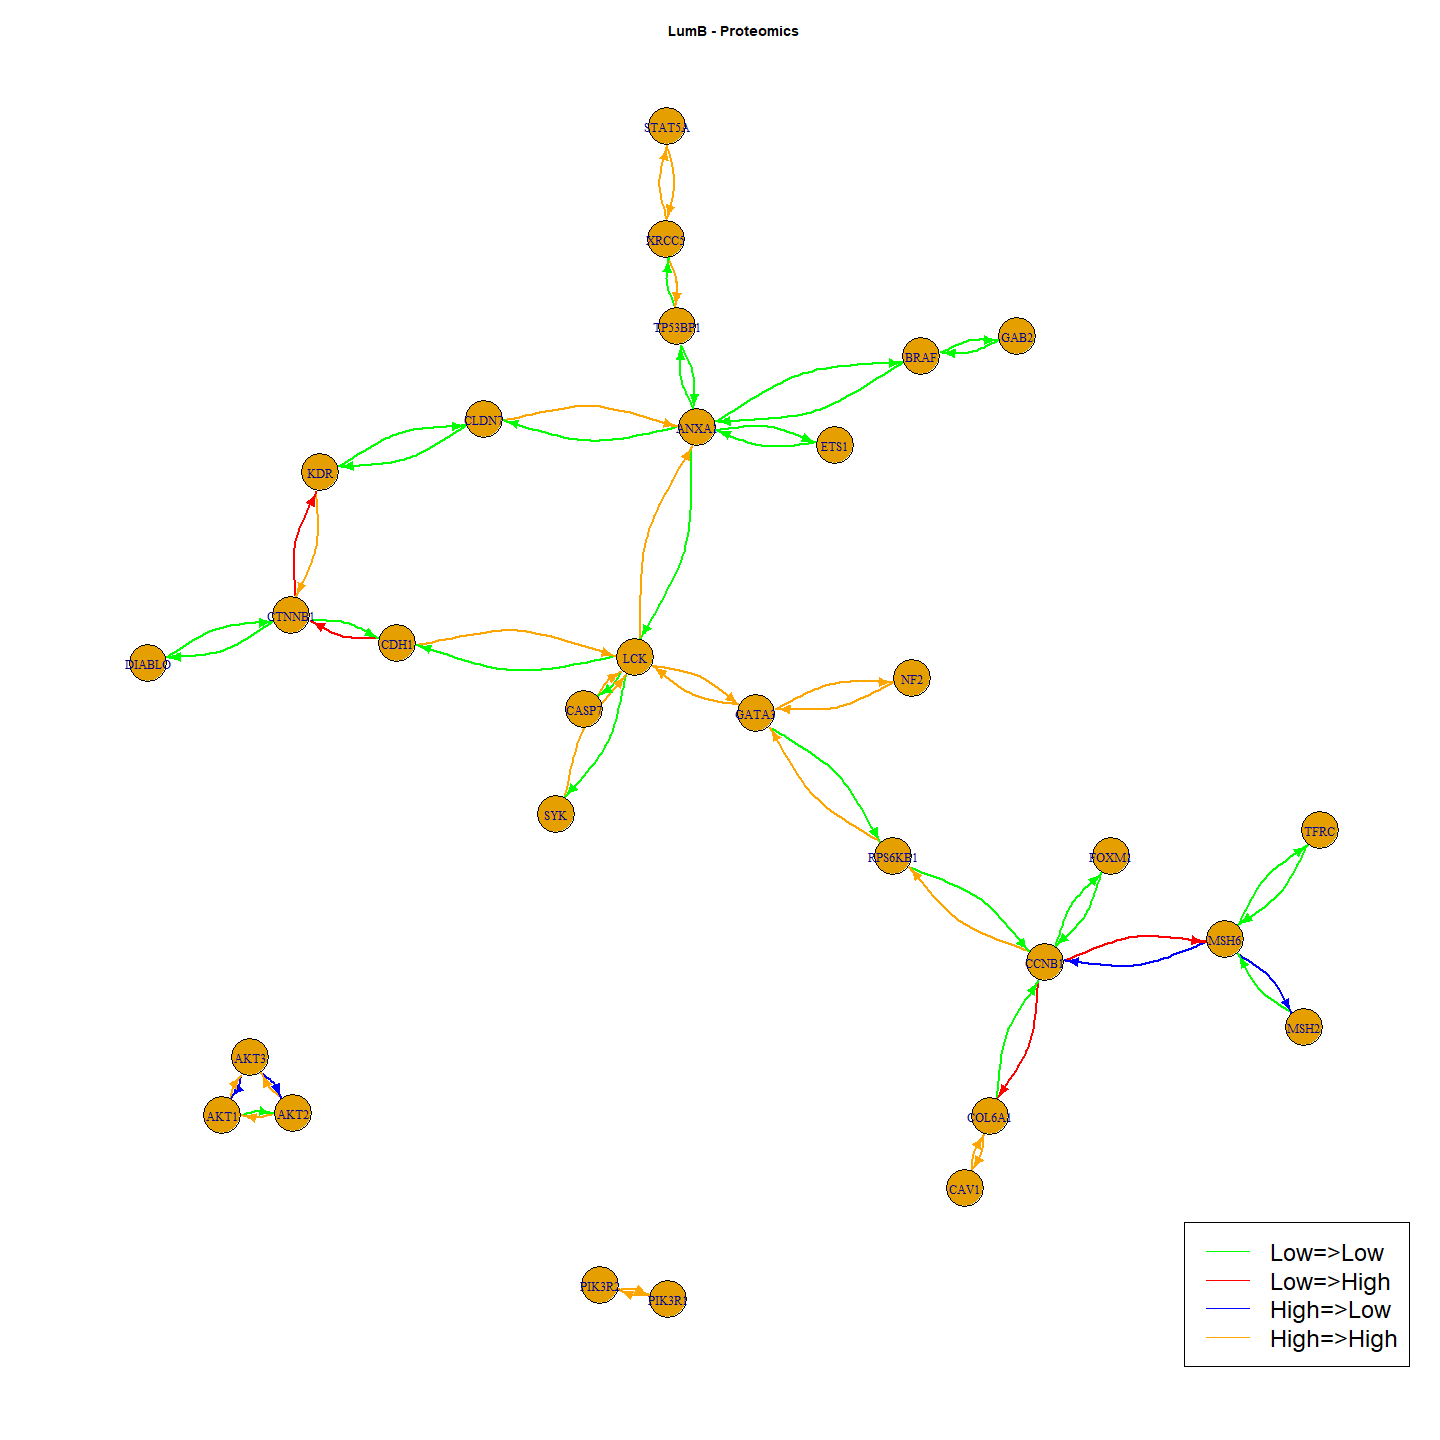 LumB - Proteomics
STAT5A
XRCC5
TP53BP1
GAB2
BRAF
CLDN7
ANXA1
ETS1
KDR
CTNNB1
CDH1
DIABLO
LCK
NF2
CASP7
GATA3
SYK
TFRC
RPS6KB1
FOXM1
MSH6
CCNB1
MSH2
AKT3
AKT1
AKT2
COL6A1
CAV1
PIK3R2
PIK3R1
Low=>Low
Low=>High
High=>Low
High=>High